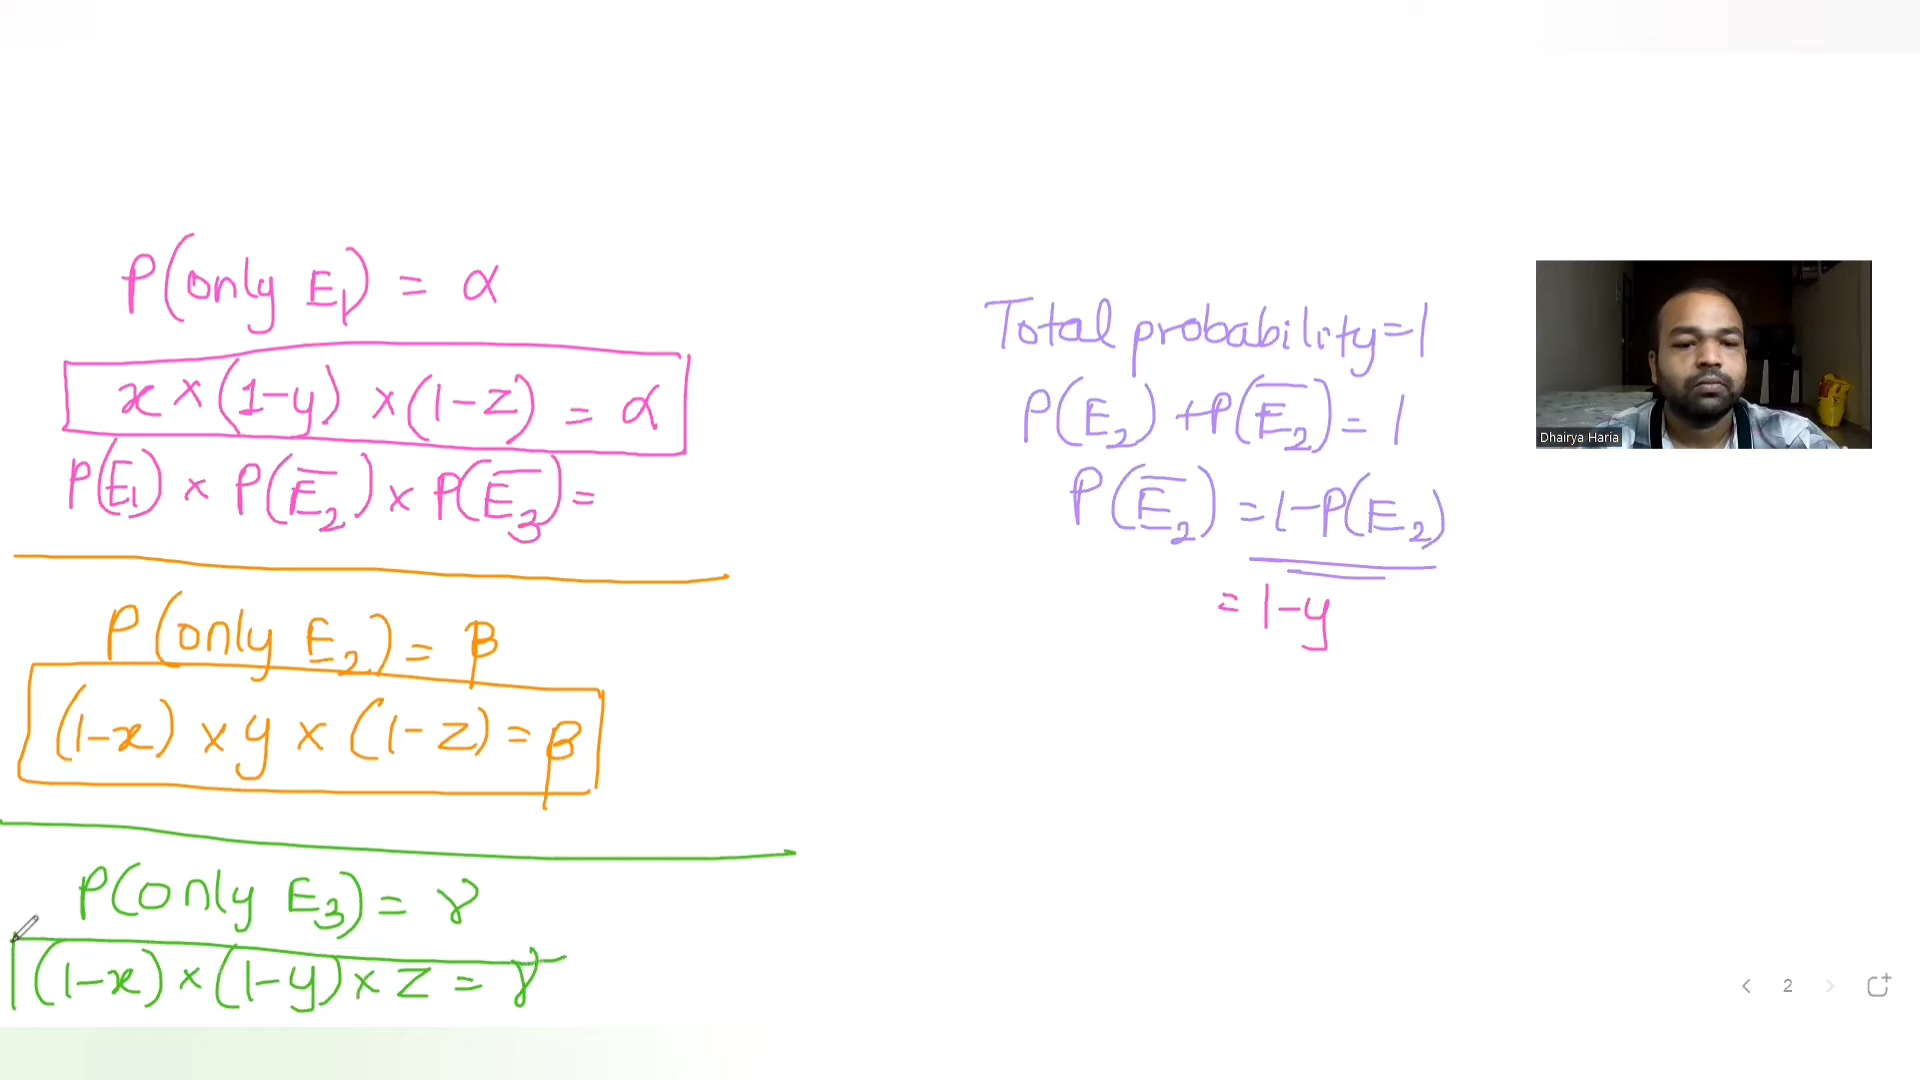 P(only E₁) = α
x × (1-y) × (1-z) = α
P(E₁) × P(E̅₂) × P(E̅₃) =
P(only E₂) = β
(1-x) × y × (1-z) = β
P(only E₃) = γ
(1-x) × (1-y) × z = γ
Total probability = 1
P(E₂) + P(E̅₂) = 1
P(E̅₂) = 1-P(E₂)
= 1-y
Dhairya Haria
2